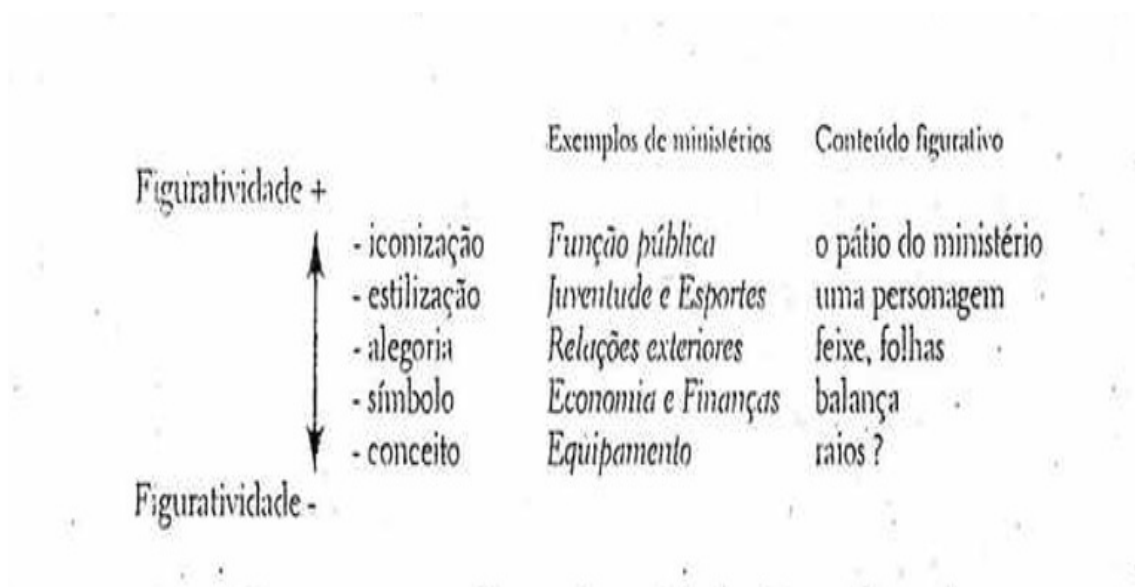 Exemplos de ministérios Conteúdo figurativo
Figuratividade +
- iconização Função pública o pátio do ministério
- estilização Juventude e Esportes uma personagem
- alegoria Relações exteriores feixe, folhas
- símbolo Economia e Finanças balança
- conceito Equipamento raios ?
Figuratividade -